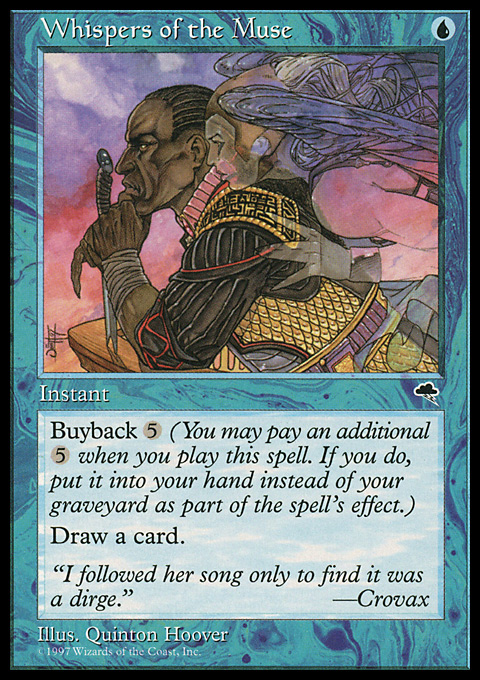 Whispers of the Muse
Instant
Buyback 5 (You may pay an additional
5 when you play this spell. If you do,
put it into your hand instead of your
graveyard as part of the spell's effect.)
Draw a card.
"I followed her song only to find it was
a dirge." —Crovax
Illus. Quinton Hoover
©1997 Wizards of the Coast, Inc.